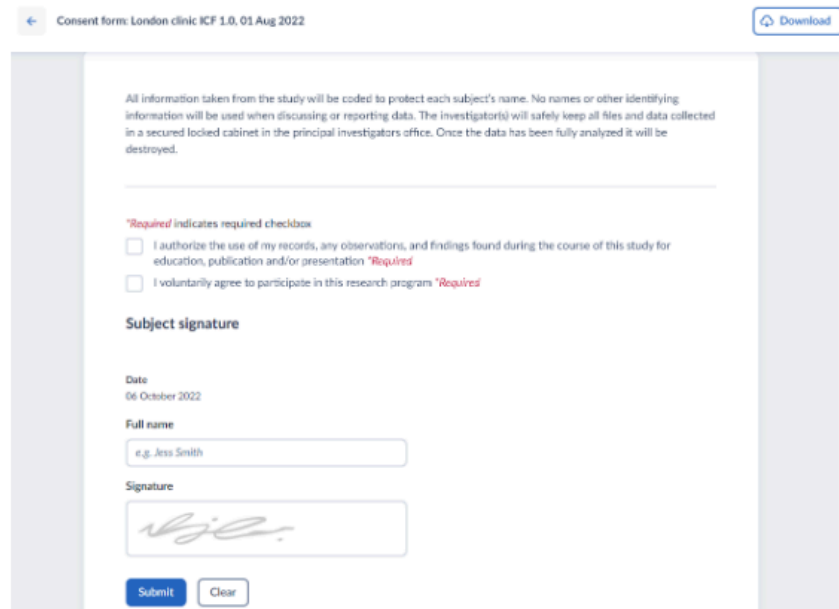 Consent form: London clinic ICF 1.0, 01 Aug 2022
Download
All information taken from the study will be coded to protect each subject's name. No names or other identifying
information will be used when discussing or reporting data. The investigator(s) will safely keep all files and data collected
in a secured locked cabinet in the principal investigators office. Once the data has been fully analyzed it will be
destroyed.
*Required indicates required checkbox
I authorize the use of my records, any observations, and findings found during the course of this study for
education, publication and/or presentation *Required
I voluntarily agree to participate in this research program *Required
Subject signature
Date
06 October 2022
Full name
e.g. Jess Smith
Signature
Submit
Clear